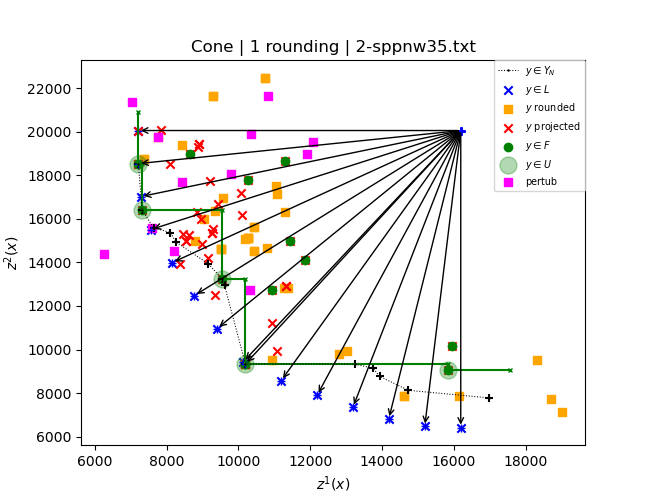 Cone | 1 rounding | 2-sppnw35.txt
y ∈ Y_N
y ∈ L
y rounded
y projected
y ∈ F
y ∈ U
pertub
22000
20000
18000
16000
14000
12000
10000
8000
6000
z²(x)
6000 8000 10000 12000 14000 16000 18000
z¹(x)